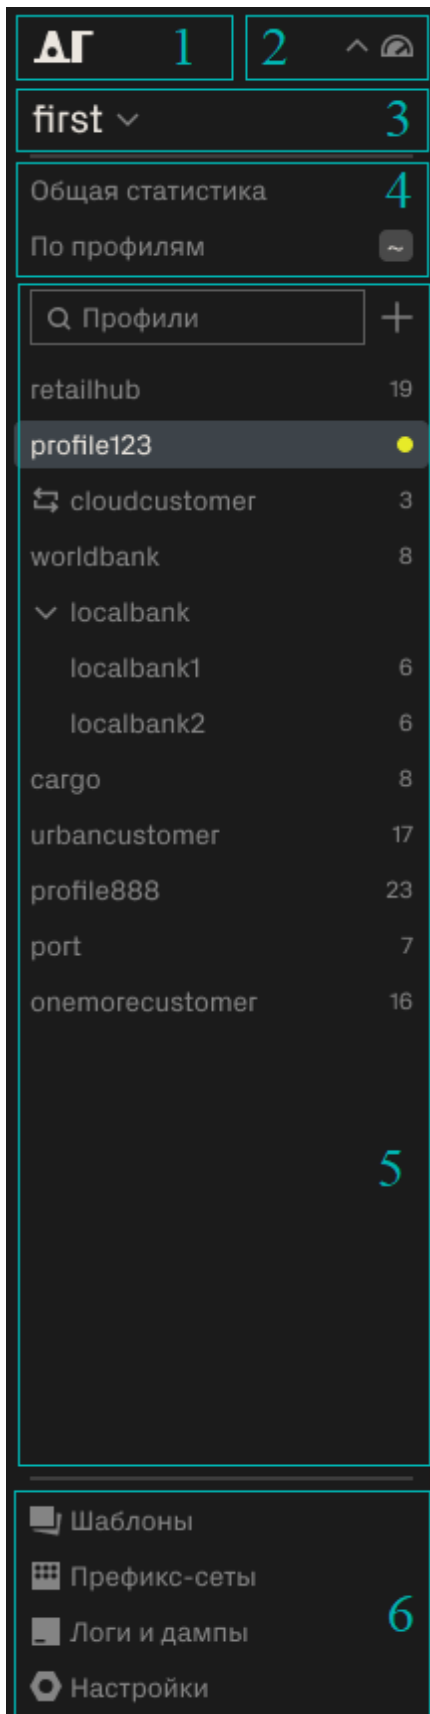 ДГ 1 2
first 3
Общая статистика 4
По профилям ~
Профили +
retailhub 19
profile123
cloudcustomer 3
worldbank 8
localbank
localbank1 6
localbank2 6
cargo 8
urbancustomer 17
profile888 23
port 7
onemorecustomer 16
5
Шаблоны
Префикс-сеты
Логи и дампы 6
Настройки